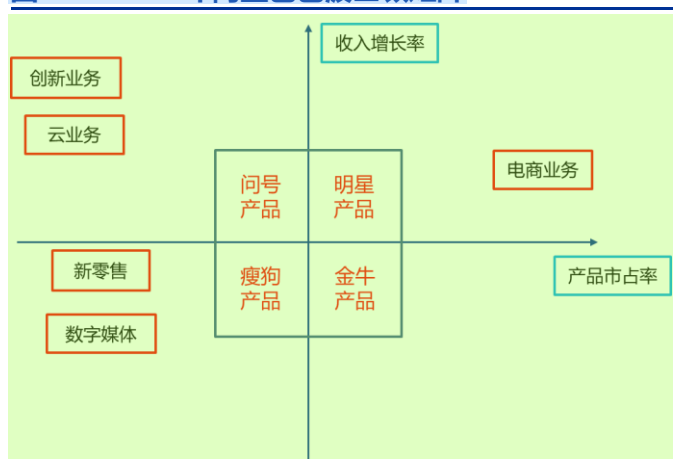 收入增长率
创新业务
云业务
电商业务
问号
产品
明星
产品
新零售
产品市占率
瘦狗
产品
金牛
产品
数字媒体